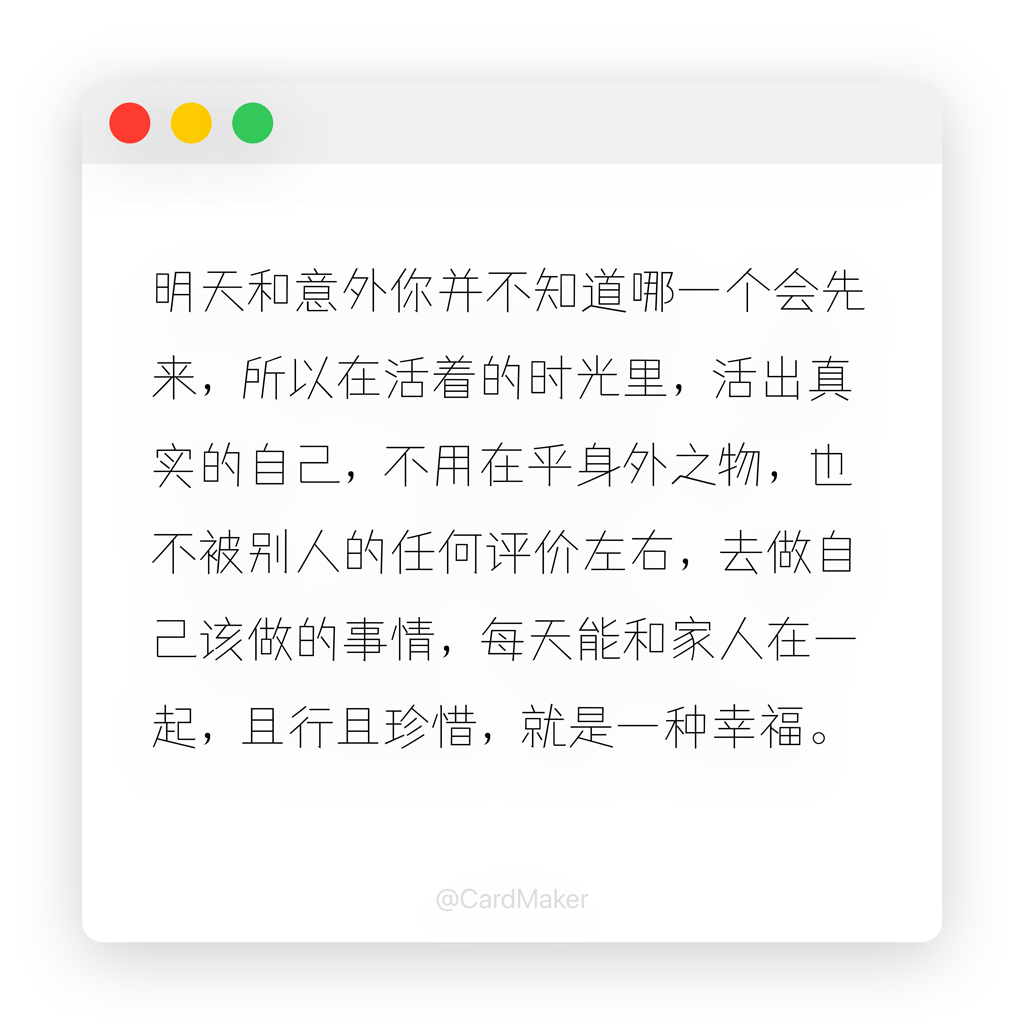 明天和意外你并不知道哪一个会先
来，所以在活着的时光里，活出真
实的自己，不用在乎身外之物，也
不被别人的任何评价左右，去做自
己该做的事情，每天能和家人在一
起，且行且珍惜，就是一种幸福。
@CardMaker